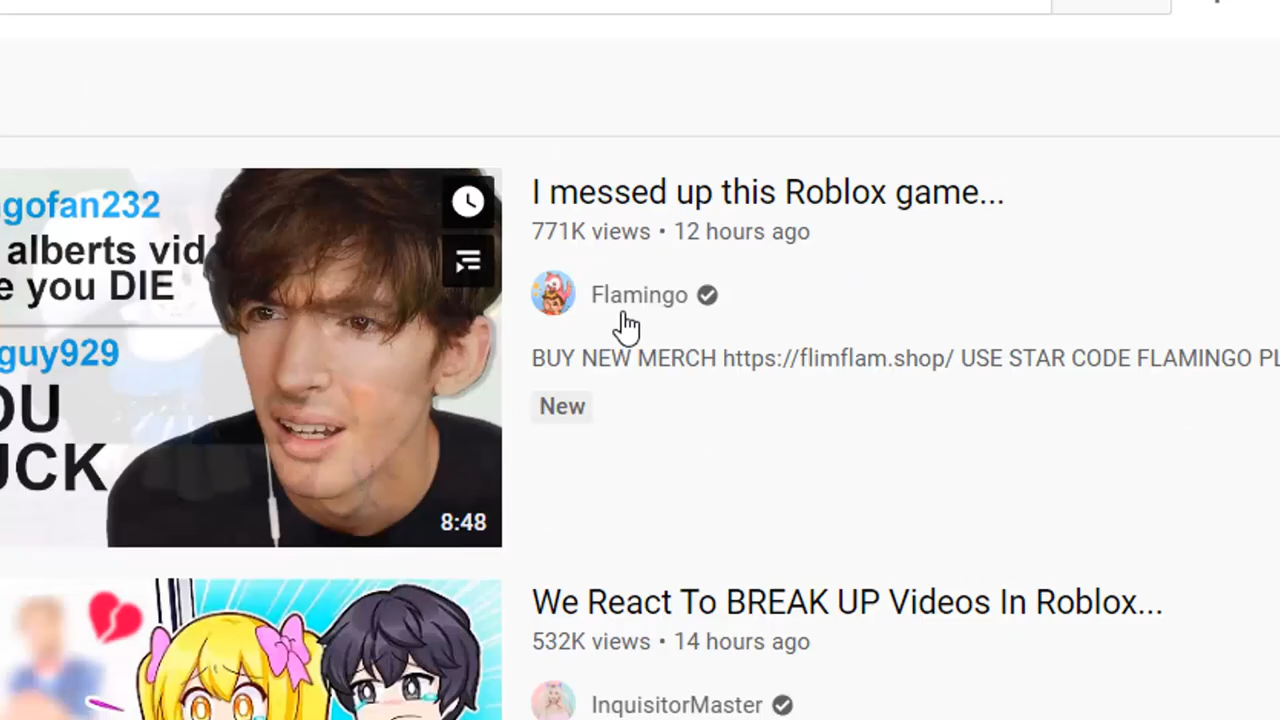 gofan232
alberts vid
e you DIE
guy929
OU
UCK
8:48
I messed up this Roblox game...
771K views • 12 hours ago
Flamingo
BUY NEW MERCH https://flimflam.shop/ USE STAR CODE FLAMINGO PL
New
We React To BREAK UP Videos In Roblox...
532K views • 14 hours ago
InquisitorMaster